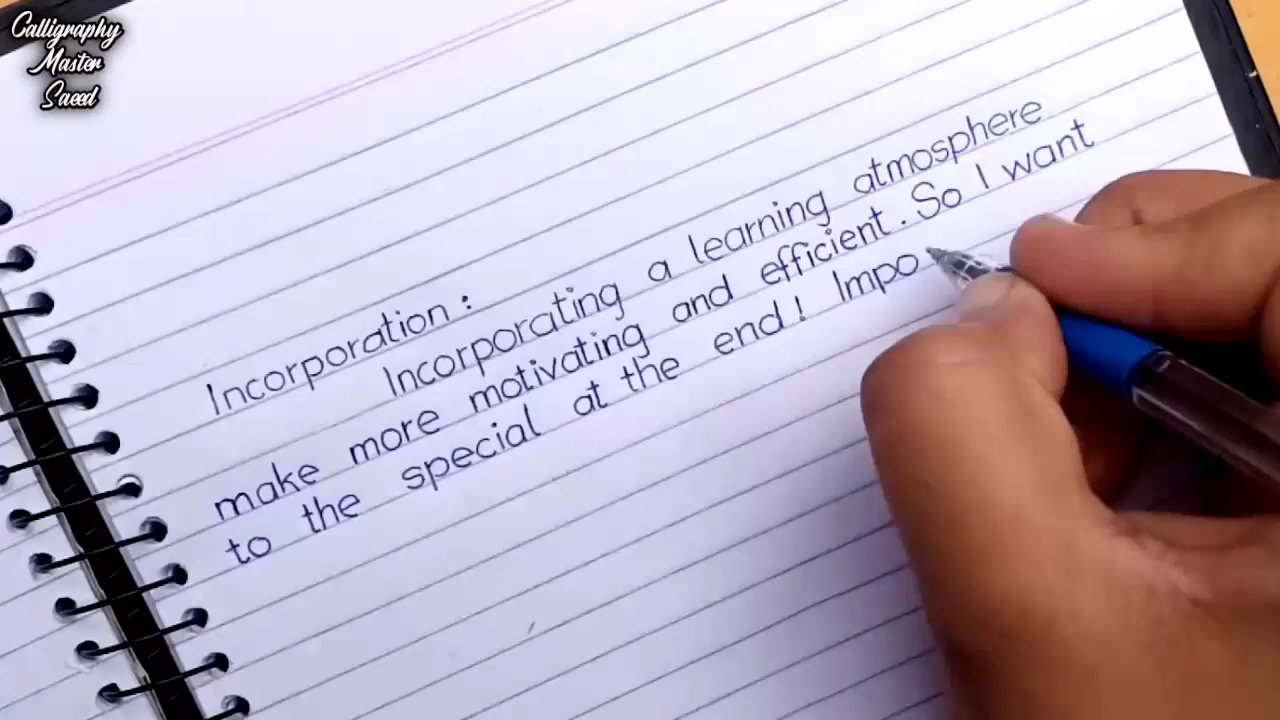 Calligraphy
Master
Saeed
Incorporation :
Incorporating a learning atmosphere
make more motivating and efficient. So I want
to the special at the end! Impo